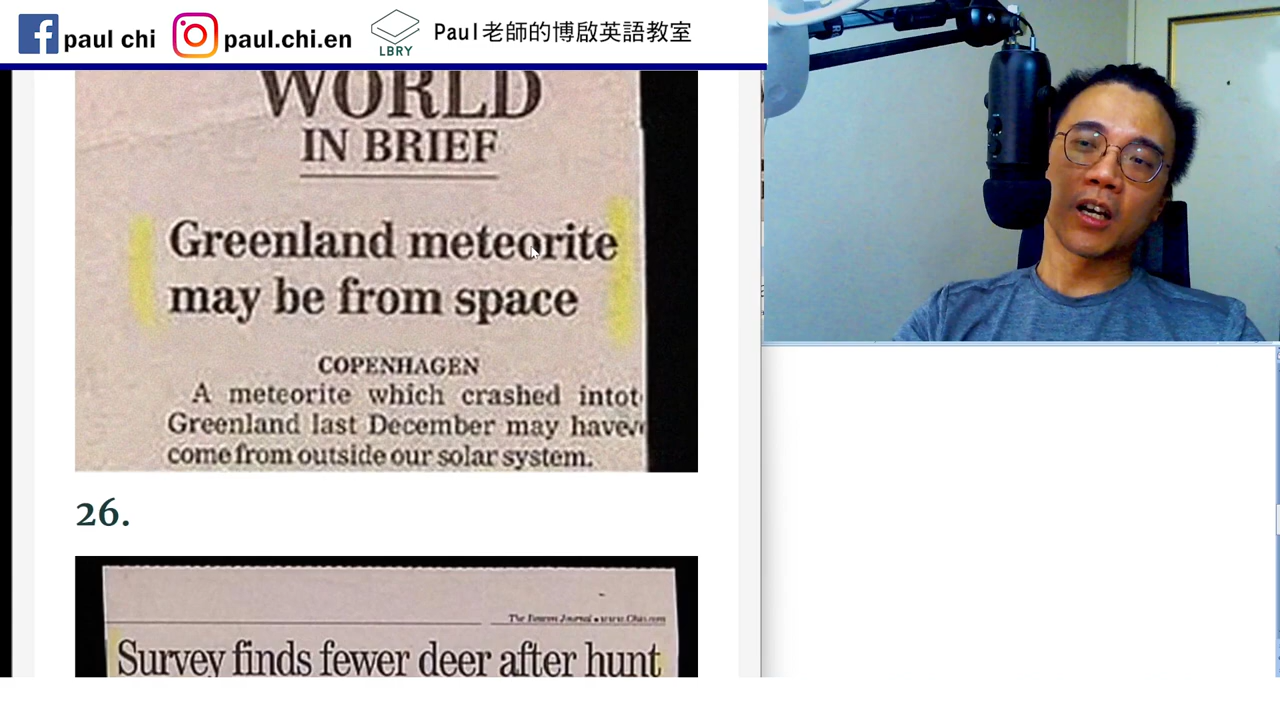 paul chi
paul.chi.en
LBRY
Paul老師的博啟英語教室
WORLD
IN BRIEF
Greenland meteorite
may be from space
COPENHAGEN
A meteorite which crashed intot
Greenland last December may have
come from outside our solar system.
26.
Survey finds fewer deer after hunt